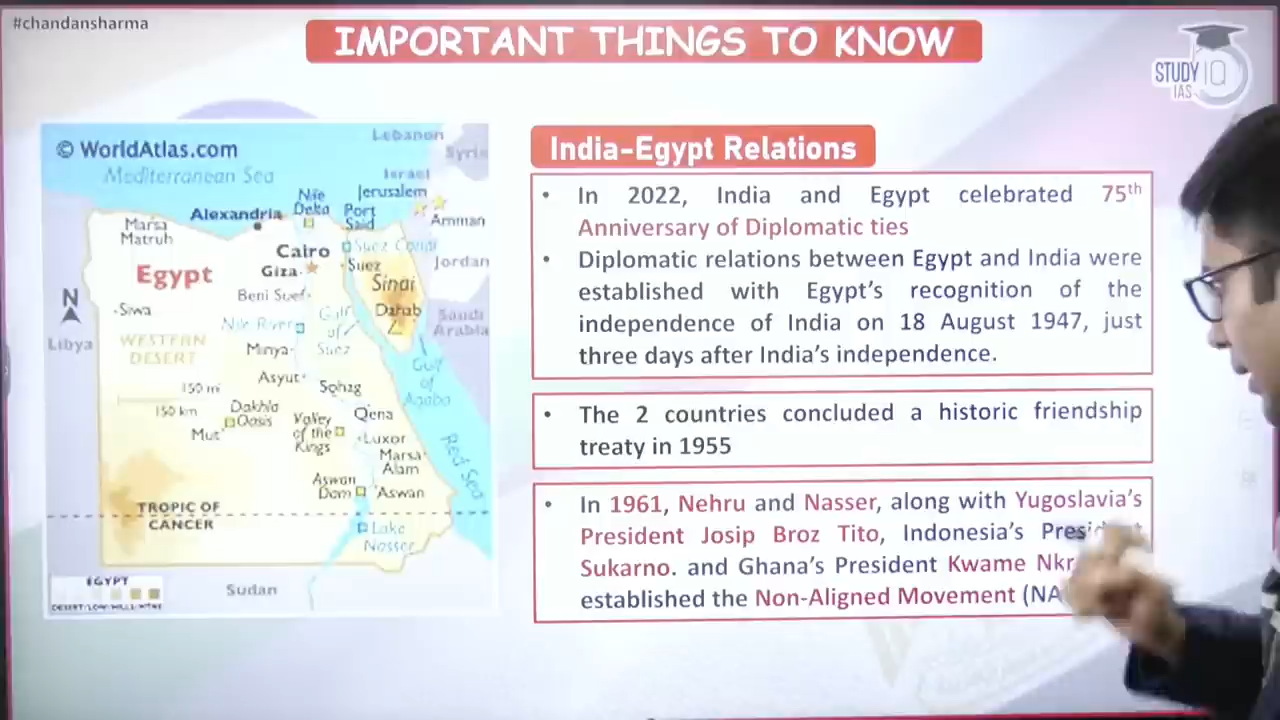 #chandansharma
IMPORTANT THINGS TO KNOW
STUDY IQ
IAS
© WorldAtlas.com
Mediterranean Sea
Lebanon
Syria
Israel
Jerusalem
Amman
Jordan
Saudi
Arabia
Nile
Delta
Port
Said
Alexandria
Marsa
Matruh
Cairo
Suez Canal
Giza
Suez
Egypt
Sinai
Beni Suef
Dahab
N
Siwa
Nile River
Gulf
of
Suez
Libya
WESTERN
DESERT
Minya
Gulf
of
Aqaba
Asyut
Sohag
150 mi
150 km
Dakhla
Oasis
Mut
Valley
of the
Kings
Qena
Luxor
Marsa
Alam
Red Sea
Aswan
Dam
Aswan
TROPIC OF
CANCER
Lake
Nasser
EGYPT
Sudan
India-Egypt Relations
• In 2022, India and Egypt celebrated 75th
Anniversary of Diplomatic ties
• Diplomatic relations between Egypt and India were
established with Egypt’s recognition of the
independence of India on 18 August 1947, just
three days after India’s independence.
• The 2 countries concluded a historic friendship
treaty in 1955
• In 1961, Nehru and Nasser, along with Yugoslavia’s
President Josip Broz Tito, Indonesia’s President
Sukarno. and Ghana’s President Kwame
established the Non-Aligned Movement